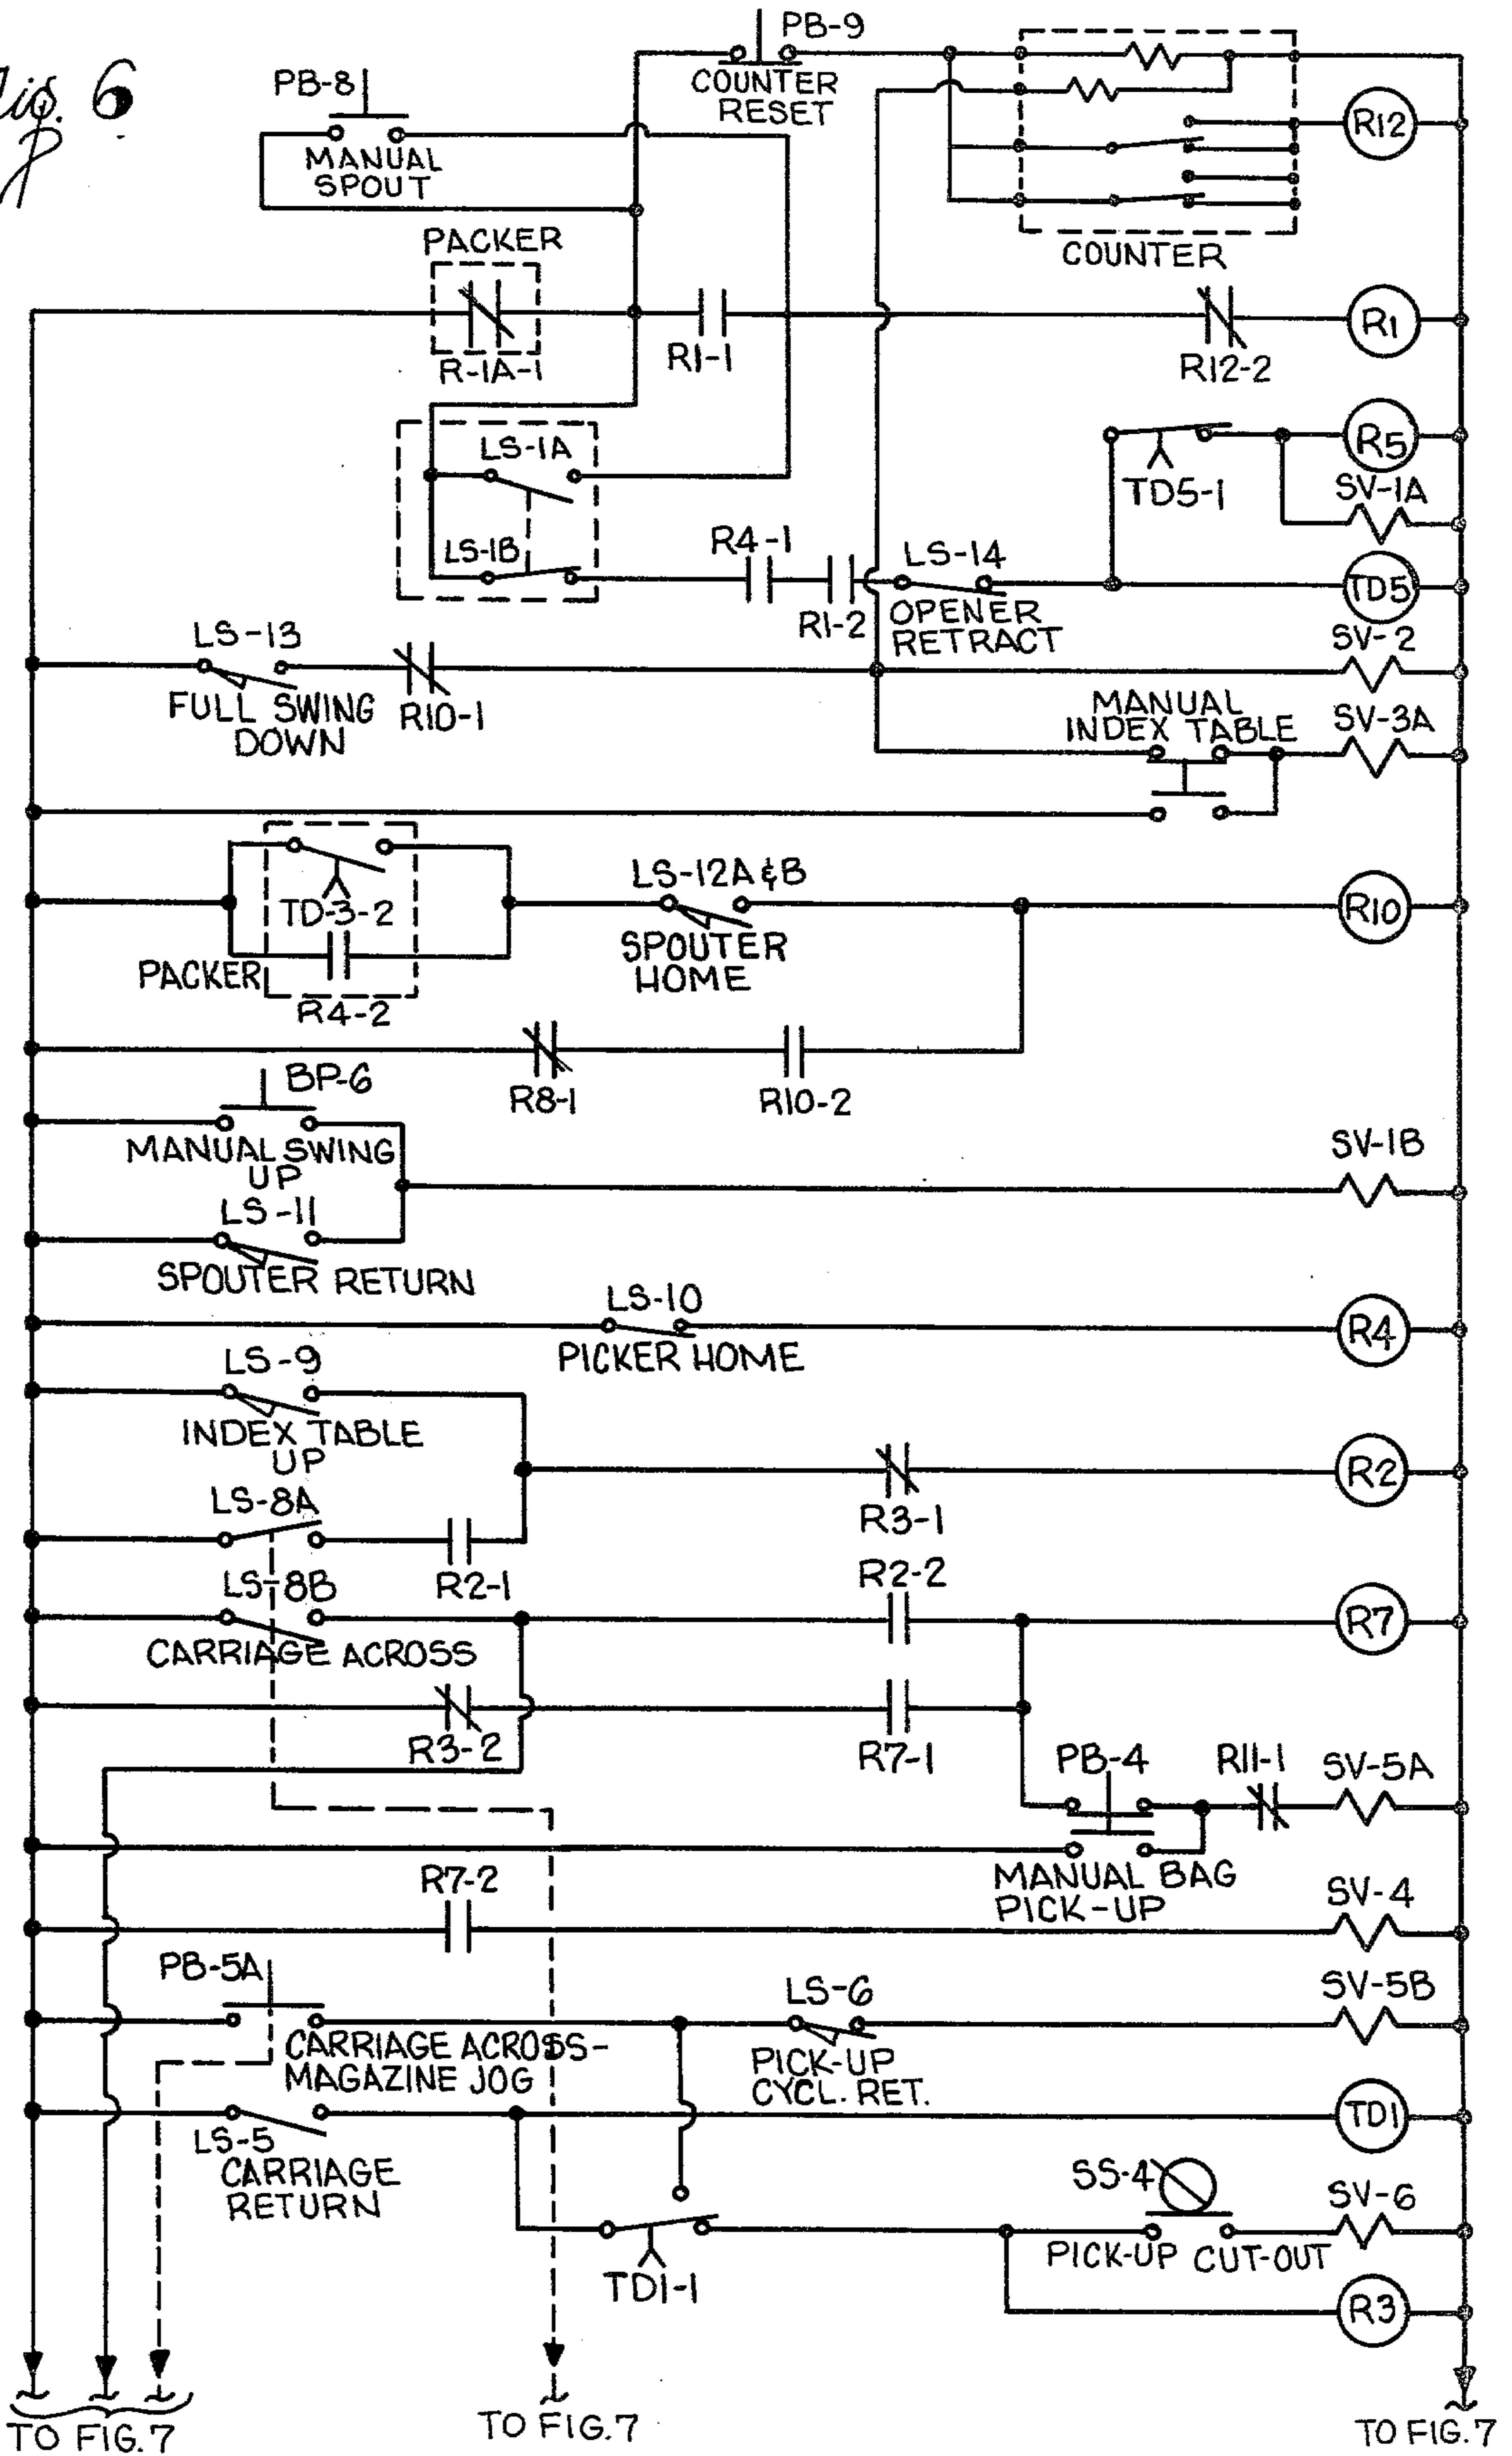 Fig. 6
PB-9
COUNTER
RESET
PB-8
MANUAL
SPOUT
R12
COUNTER
PACKER
R-1A-1
R1-1
R12-2
R1
LS-1A
TD5-1
R5
SV-1A
LS-1B
R4-1
R1-2
LS-14
OPENER
RETRACT
TD5
LS-13
FULL SWING
DOWN
R10-1
SV-2
MANUAL
INDEX TABLE
SV-3A
TD-3-2
PACKER
R4-2
LS-12A&B
SPOUTER
HOME
R10
R8-1
R10-2
BP-6
MANUAL SWING
UP
SV-1B
LS-11
SPOUTER RETURN
LS-10
PICKER HOME
R4
LS-9
INDEX TABLE
UP
R3-1
R2
LS-8A
R2-1
LS-8B
CARRIAGE ACROSS
R2-2
R7
R3-2
R7-1
PB-4
R11-1
SV-5A
MANUAL BAG
PICK-UP
R7-2
SV-4
PB-5A
CARRIAGE ACROSS-
MAGAZINE JOG
LS-6
PICK-UP
CYCL. RET.
SV-5B
LS-5
CARRIAGE
RETURN
TD1
TD1-1
SS-4
PICK-UP CUT-OUT
SV-6
R3
TO FIG.7
TO FIG.7
TO FIG.7